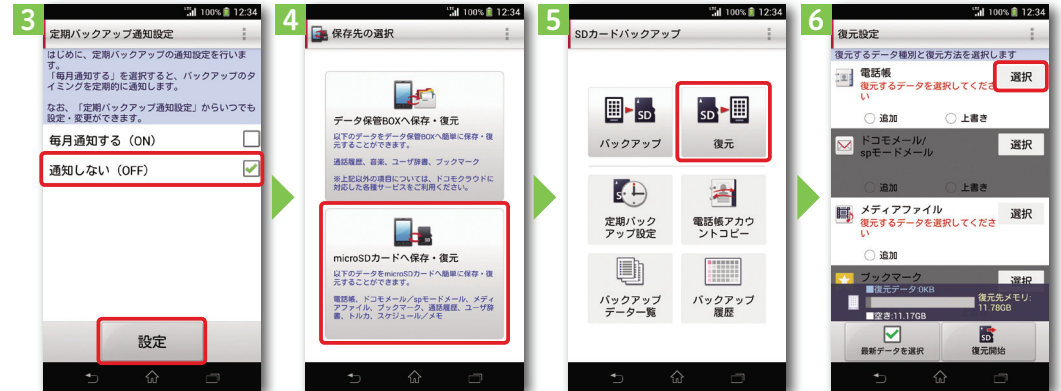 3
100% 12:34
定期バックアップ通知設定
はじめに、定期バックアップの通知設定を行いま
す。
「毎月通知する」を選択すると、バックアップのタ
イミングを定期的に通知します。
なお、「定期バックアップ通知設定」からいつでも
設定・変更ができます。
毎月通知する（ON）
通知しない（OFF）
設定
4
100% 12:34
保存先の選択
データ保管BOXへ保存・復元
以下のデータをデータ保管BOXへ簡単に保存・復
元することができます。
通話履歴、音楽、ユーザ辞書、ブックマーク
※上記以外の項目については、ドコモクラウドに
対応した各種サービスをご利用ください。
microSDカードへ保存・復元
以下のデータをmicroSDカードへ簡単に保存・復
元することができます。
電話帳、ドコモメール／spモードメール、メディ
アファイル、ブックマーク、通話履歴、ユーザ辞
書、トルカ、スケジュール／メモ
5
100% 12:34
SDカードバックアップ
SD
バックアップ
SD
復元
定期バック
アップ設定
電話帳アカウ
ントコピー
バックアップ
データ一覧
バックアップ
履歴
6
100% 12:34
復元設定
復元するデータ種別と復元方法を選択します
電話帳
復元するデータを選択してくださ
い
選択
追加 上書き
ドコモメール/
spモードメール
選択
追加 上書き
メディアファイル
復元するデータを選択してくださ
い
選択
追加
ブックマーク
選択
復元データ:0KB
復元先メモリ:
11.78GB
空き:11.17GB
最新データを選択
SD
復元開始